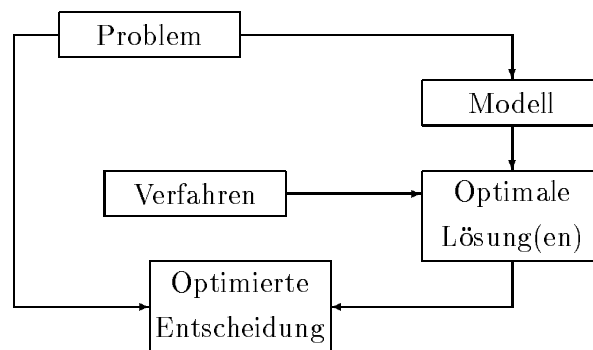 Problem
Modell
Verfahren
Optimale
Lösung(en)
Optimierte
Entscheidung